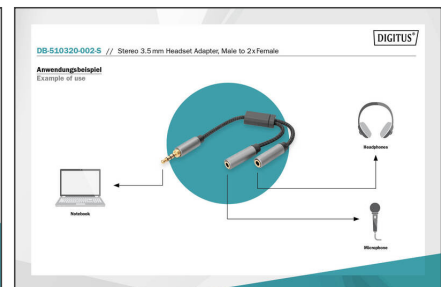 DIGITUS®
DB-510320-002-S // Stereo 3.5 mm Headset Adapter, Male to 2x Female
Anwendungsbeispiel
Example of use
Headphones
Notebook
Microphone